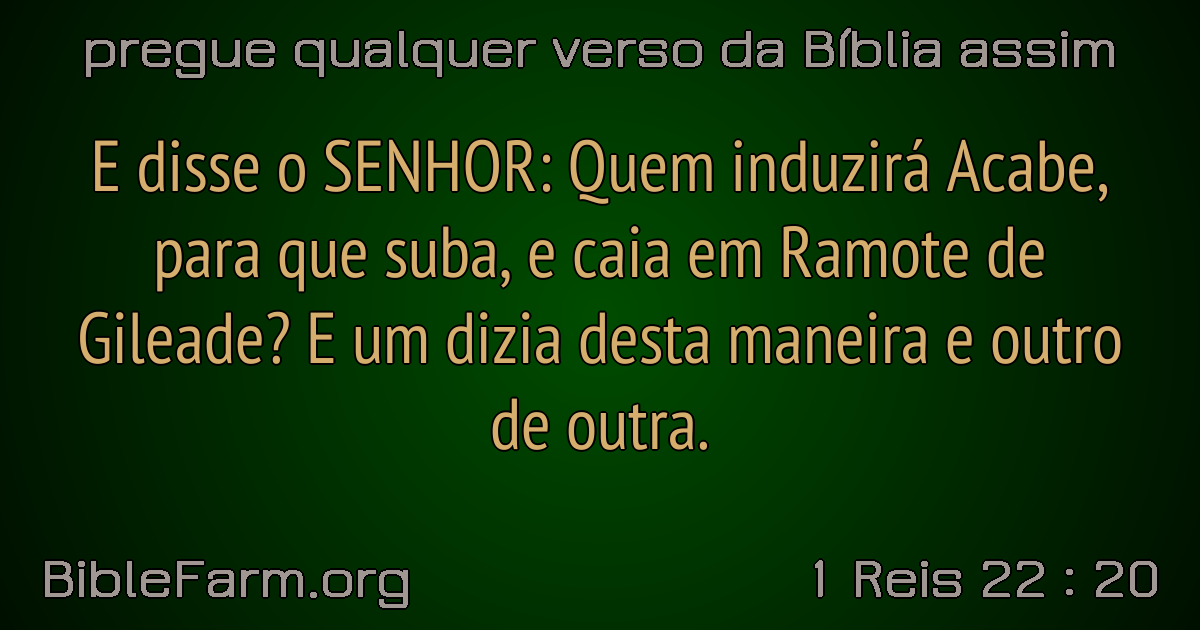 pregue qualquer verso da Bíblia assim
E disse o SENHOR: Quem induzirá Acabe,
para que suba, e caia em Ramote de
Gileade? E um dizia desta maneira e outro
de outra.
BibleFarm.org
1 Reis 22 : 20